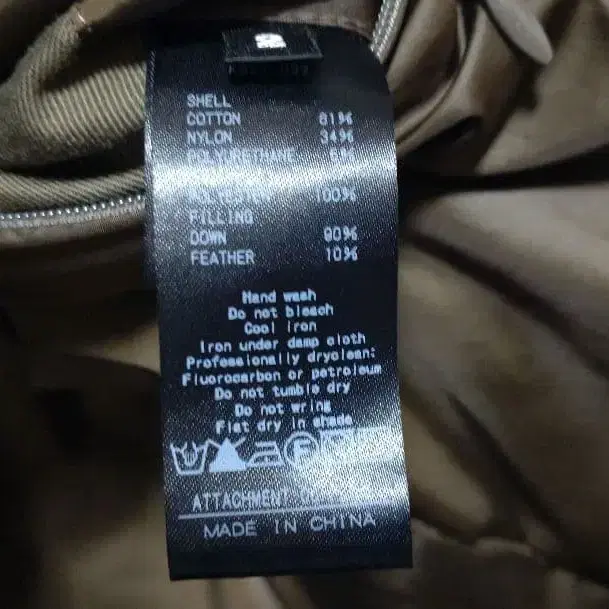 SHELL
COTTON 61%
NYLON 34%
POLYURETHANE 5%
POLYESTER 100%
FILLING
DOWN 90%
FEATHER 10%
Hand wash
Do not bleach
Cool iron
Iron under damp cloth
Professionally dryclean:
Fluorocarbon or petroleum
Do not tumble dry
Do not wring
Flat dry in shade
F
ATTACHMENT
MADE IN CHINA